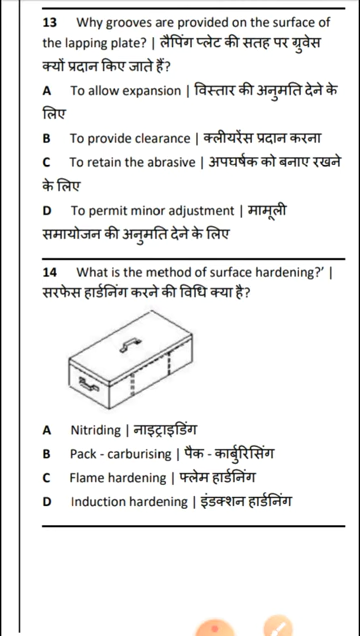 13 Why grooves are provided on the surface of
the lapping plate? | लैपिंग प्लेट की सतह पर ग्रुवेस
क्यों प्रदान किए जाते हैं?
A To allow expansion | विस्तार की अनुमति देने के
लिए
B To provide clearance | क्लीयरेंस प्रदान करना
C To retain the abrasive | अपघर्षक को बनाए रखने
के लिए
D To permit minor adjustment | मामूली
समायोजन की अनुमति देने के लिए
14 What is the method of surface hardening?’ |
सरफेस हार्डनिंग करने की विधि क्या है?
A Nitriding | नाइट्राइडिंग
B Pack - carburising | पैक - कार्बुरिसिंग
C Flame hardening | फ्लेम हार्डनिंग
D Induction hardening | इंडक्शन हार्डनिंग